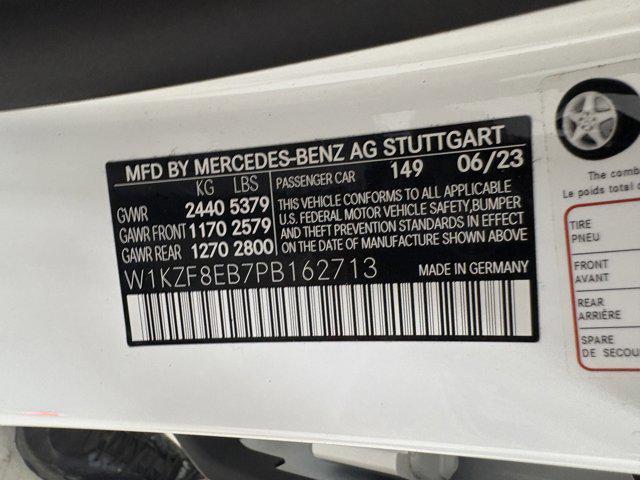 MFD BY MERCEDES-BENZ AG STUTTGART
KG LBS
PASSENGER CAR 149 06/23
GVWR 2440 5379
GAWR FRONT 1170 2579
GAWR REAR 1270 2800
THIS VEHICLE CONFORMS TO ALL APPLICABLE
U.S. FEDERAL MOTOR VEHICLE SAFETY,BUMPER
AND THEFT PREVENTION STANDARDS IN EFFECT
ON THE DATE OF MANUFACTURE SHOWN ABOVE
W1KZF8EB7PB162713
MADE IN GERMANY
The comb
Le poids total
TIRE
PNEU
FRONT
AVANT
REAR
ARRIÈRE
SPARE
DE SECOU